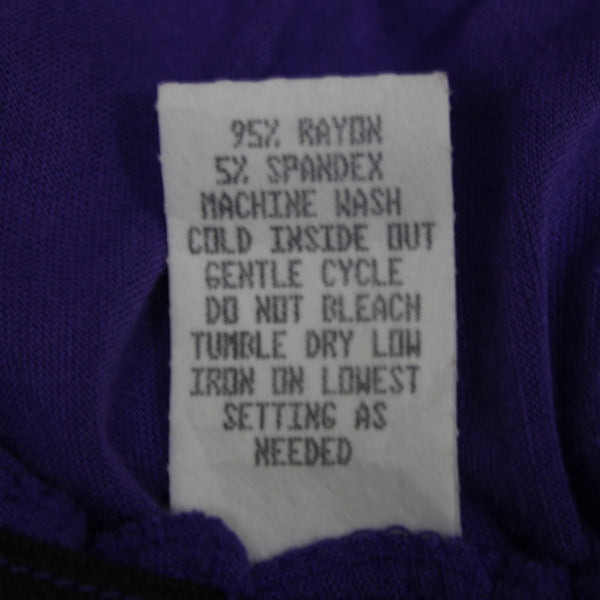 95% RAYON
5% SPANDEX
MACHINE WASH
COLD INSIDE OUT
GENTLE CYCLE
DO NOT BLEACH
TUMBLE DRY LOW
IRON ON LOWEST
SETTING AS
NEEDED